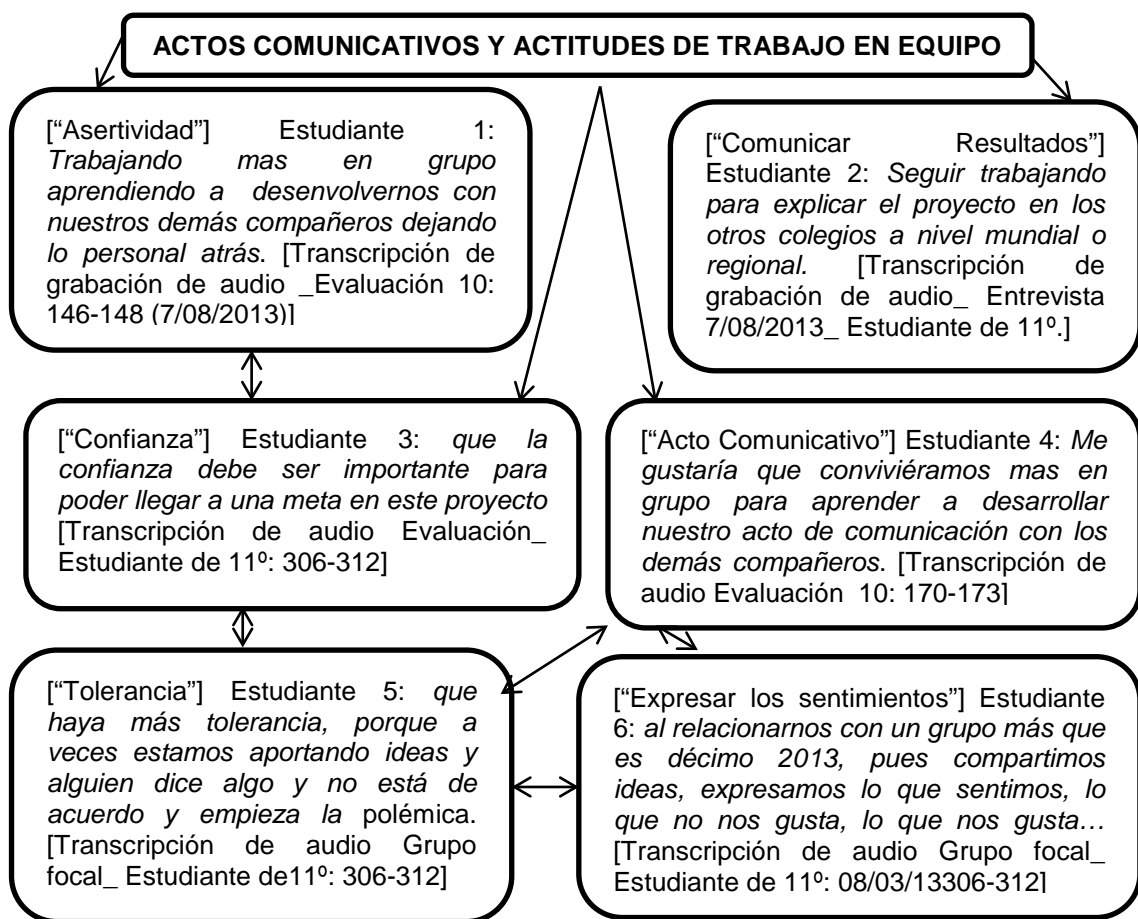 ACTOS COMUNICATIVOS Y ACTITUDES DE TRABAJO EN EQUIPO
[“Asertividad”] Estudiante 1:
Trabajando mas en grupo
aprendiendo a desenvolvernos con
nuestros demás compañeros dejando
lo personal atrás. [Transcripción de
grabación de audio _Evaluación 10:
146-148 (7/08/2013)]
[“Comunicar Resultados”]
Estudiante 2: Seguir trabajando
para explicar el proyecto en los
otros colegios a nivel mundial o
regional. [Transcripción de
grabación de audio_ Entrevista
7/08/2013_ Estudiante de 11º.]
[“Confianza”] Estudiante 3: que la
confianza debe ser importante para
poder llegar a una meta en este proyecto
[Transcripción de audio Evaluación_
Estudiante de 11º: 306-312]
[“Acto Comunicativo”] Estudiante 4: Me
gustaría que conviviéramos mas en
grupo para aprender a desarrollar
nuestro acto de comunicación con los
demás compañeros. [Transcripción de
audio Evaluación 10: 170-173]
[“Tolerancia”] Estudiante 5: que
haya más tolerancia, porque a
veces estamos aportando ideas y
alguien dice algo y no está de
acuerdo y empieza la polémica.
[Transcripción de audio Grupo
focal_ Estudiante de11º: 306-312]
[“Expresar los sentimientos”] Estudiante
6: al relacionarnos con un grupo más que
es décimo 2013, pues compartimos
ideas, expresamos lo que sentimos, lo
que no nos gusta, lo que nos gusta…
[Transcripción de audio Grupo focal_
Estudiante de 11º: 08/03/13306-312]